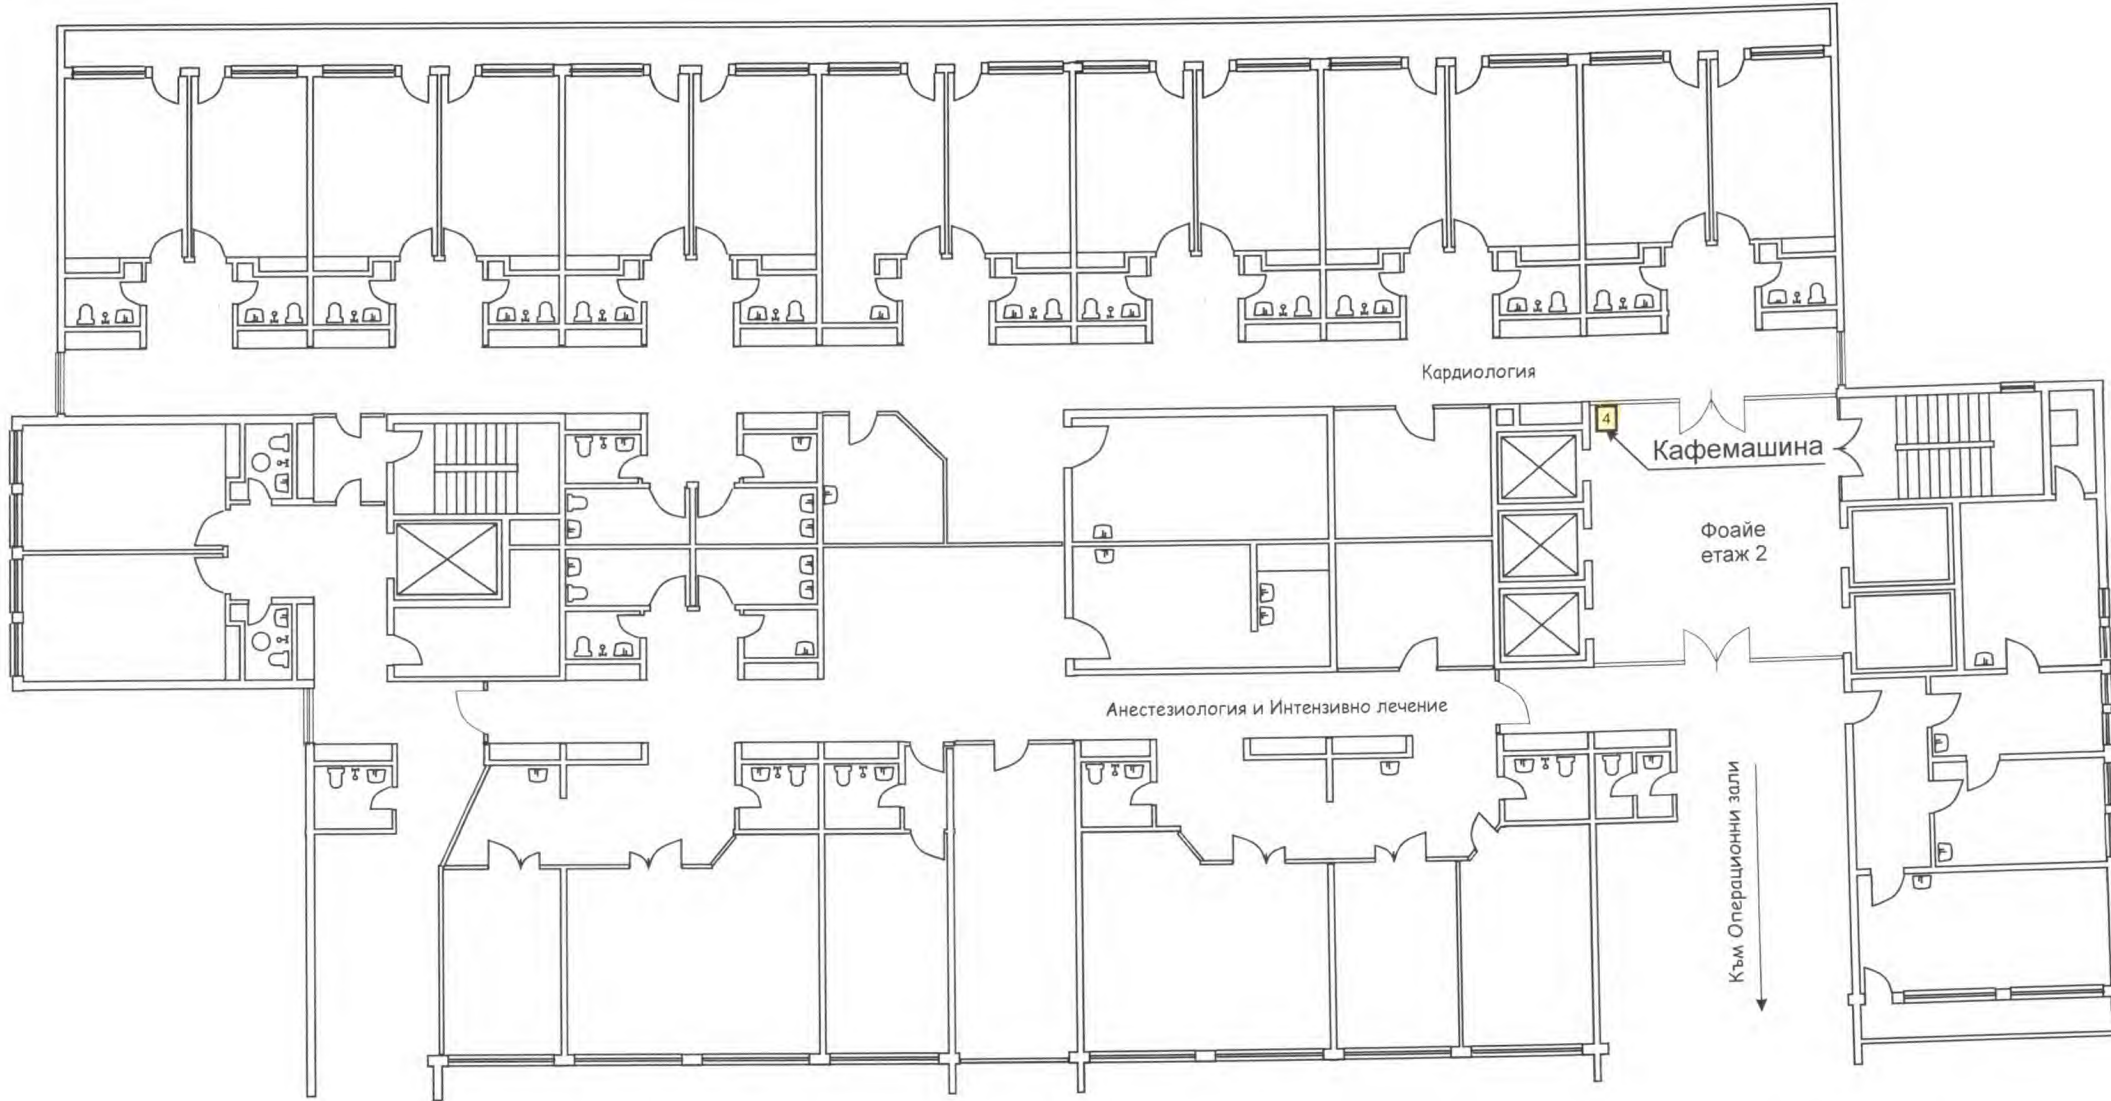 Кардиология
4
Кафемашина
Фоайе
етаж 2
Анестезиология и Интензивно лечение
Към Операционни зали